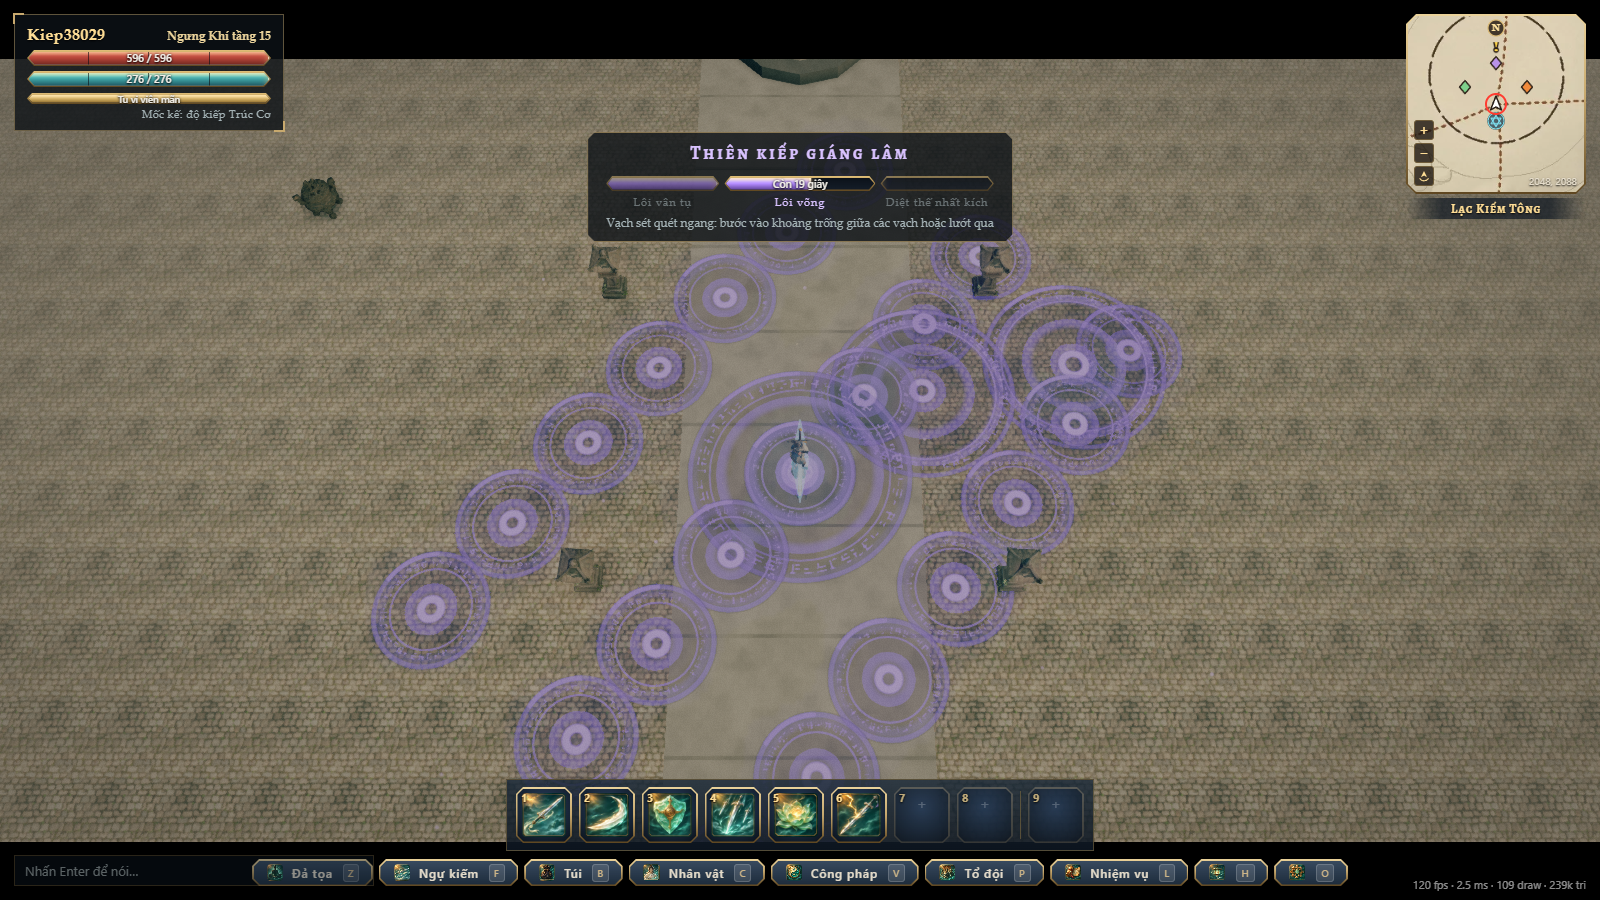 Kiep38029
Ngưng Khí tầng 15
596 / 596
276 / 276
Tu vi viên mãn
Mốc kế: độ kiếp Trúc Cơ
THIÊN KIẾP GIÁNG LÂM
Còn 19 giây
Lôi vân tụ
Lôi võng
Diệt thế nhất kích
Vạch sét quét ngang: bước vào khoảng trống giữa các vạch hoặc lướt qua
N
+
−
2048, 2088
LẠC KIẾM TÔNG
1
2
3
4
5
6
7
+
8
+
9
+
Nhấn Enter để nói...
Đả tọa Z
Ngự kiếm F
Túi B
Nhân vật C
Công pháp V
Tổ đội P
Nhiệm vụ L
H
O
120 fps · 2.5 ms · 109 draw · 239k tri